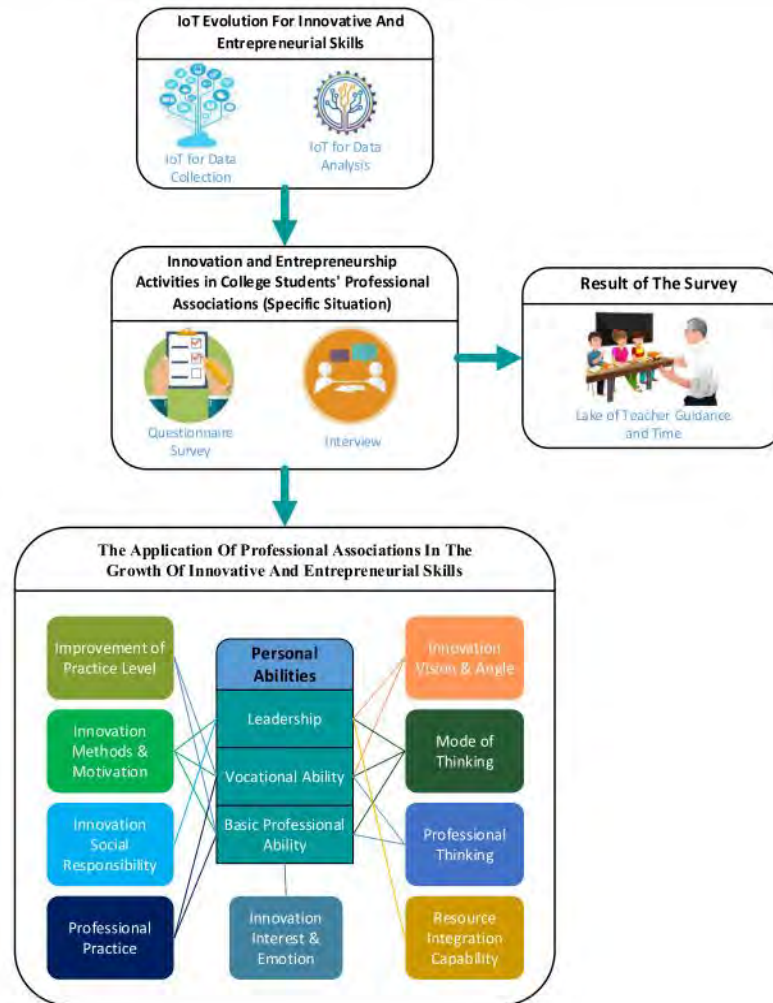 IoT Evolution For Innovative And
Entrepreneurial Skills
IoT for Data
Collection
IoT for Data
Analysis
Innovation and Entrepreneurship
Activities in College Students' Professional
Associations (Specific Situation)
Questionnaire
Survey
Interview
Result of The Survey
Lake of Teacher Guidance
and Time
The Application Of Professional Associations In The
Growth Of Innovative And Entrepreneurial Skills
Improvement of
Practice Level
Innovation
Methods &
Motivation
Innovation
Social
Responsibility
Professional
Practice
Personal
Abilities
Leadership
Vocational Ability
Basic Professional
Ability
Innovation
Interest &
Emotion
Innovation
Vision & Angle
Mode of
Thinking
Professional
Thinking
Resource
Integration
Capability